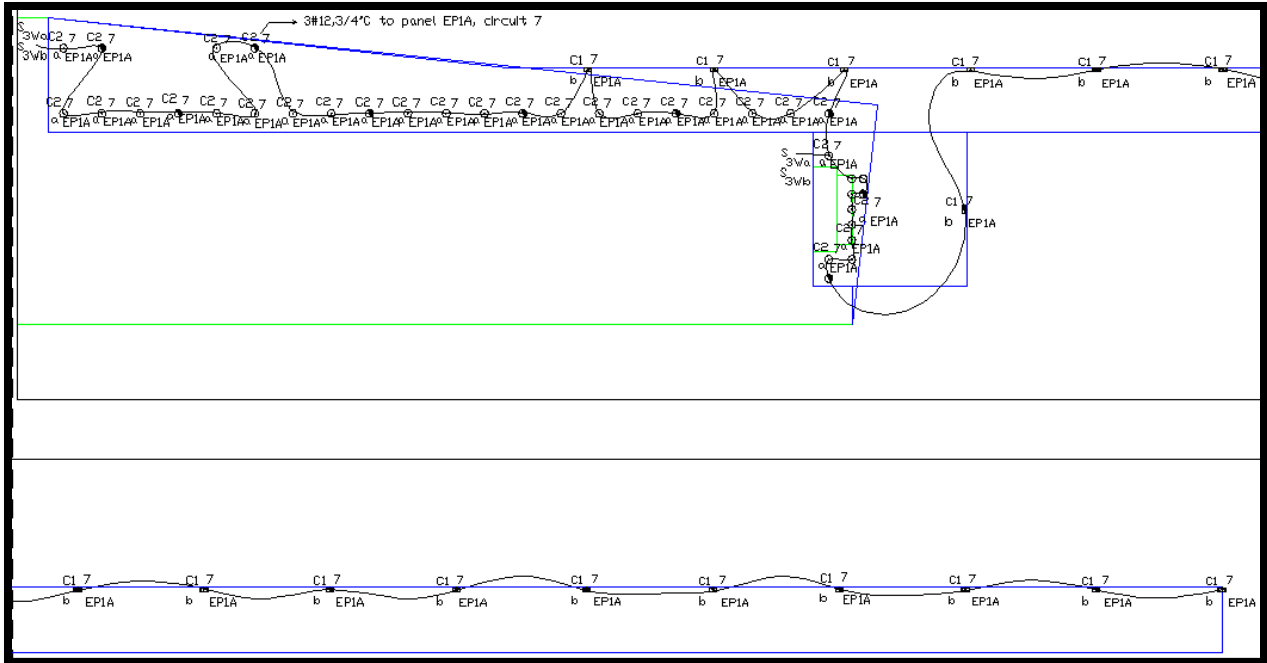 3#12,3/4"C to panel EP1A, circuit 7
S
3Wa C2 7 C2 7 C2 7 C2 7
S
3Wb a EP1A a EP1A a EP1A a EP1A
C1 7 C1 7 C1 7 C1 7 C1 7 C1 7
b EP1A b EP1A b EP1A b EP1A b EP1A b EP1A
C2 7 C2 7 C2 7 C2 7 C2 7 C2 7 C2 7 C2 7 C2 7 C2 7 C2 7 C2 7 C2 7 C2 7 C2 7 C2 7 C2 7 C2 7 C2 7 C2 7 C2 7
a EP1A a EP1A a EP1A a EP1A a EP1A a EP1A a EP1A a EP1A a EP1A a EP1A a EP1A a EP1A a EP1A a EP1A a EP1A a EP1A a EP1A a EP1A a EP1A a EP1A a EP1A
C2 7
S
3Wa a EP1A
S
3Wb
C2 7 C1 7
a EP1A b EP1A
C2 7
a EP1A
C2 7
a EP1A
C1 7 C1 7 C1 7 C1 7 C1 7 C1 7 C1 7 C1 7 C1 7 C1 7
b EP1A b EP1A b EP1A b EP1A b EP1A b EP1A b EP1A b EP1A b EP1A b EP1A